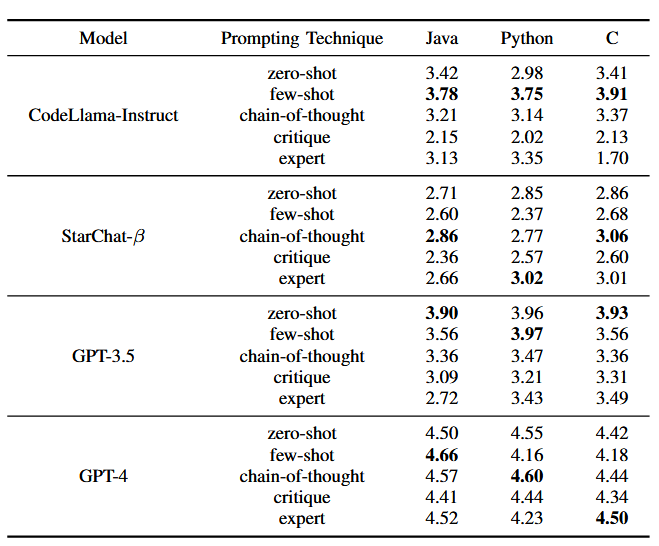 Model Prompting Technique Java Python C
zero-shot 3.42 2.98 3.41
few-shot 3.78 3.75 3.91
CodeLlama-Instruct chain-of-thought 3.21 3.14 3.37
critique 2.15 2.02 2.13
expert 3.13 3.35 1.70
zero-shot 2.71 2.85 2.86
few-shot 2.60 2.37 2.68
StarChat-β chain-of-thought 2.86 2.77 3.06
critique 2.36 2.57 2.60
expert 2.66 3.02 3.01
zero-shot 3.90 3.96 3.93
few-shot 3.56 3.97 3.56
GPT-3.5 chain-of-thought 3.36 3.47 3.36
critique 3.09 3.21 3.31
expert 2.72 3.43 3.49
zero-shot 4.50 4.55 4.42
few-shot 4.66 4.16 4.18
GPT-4 chain-of-thought 4.57 4.60 4.44
critique 4.41 4.44 4.34
expert 4.52 4.23 4.50